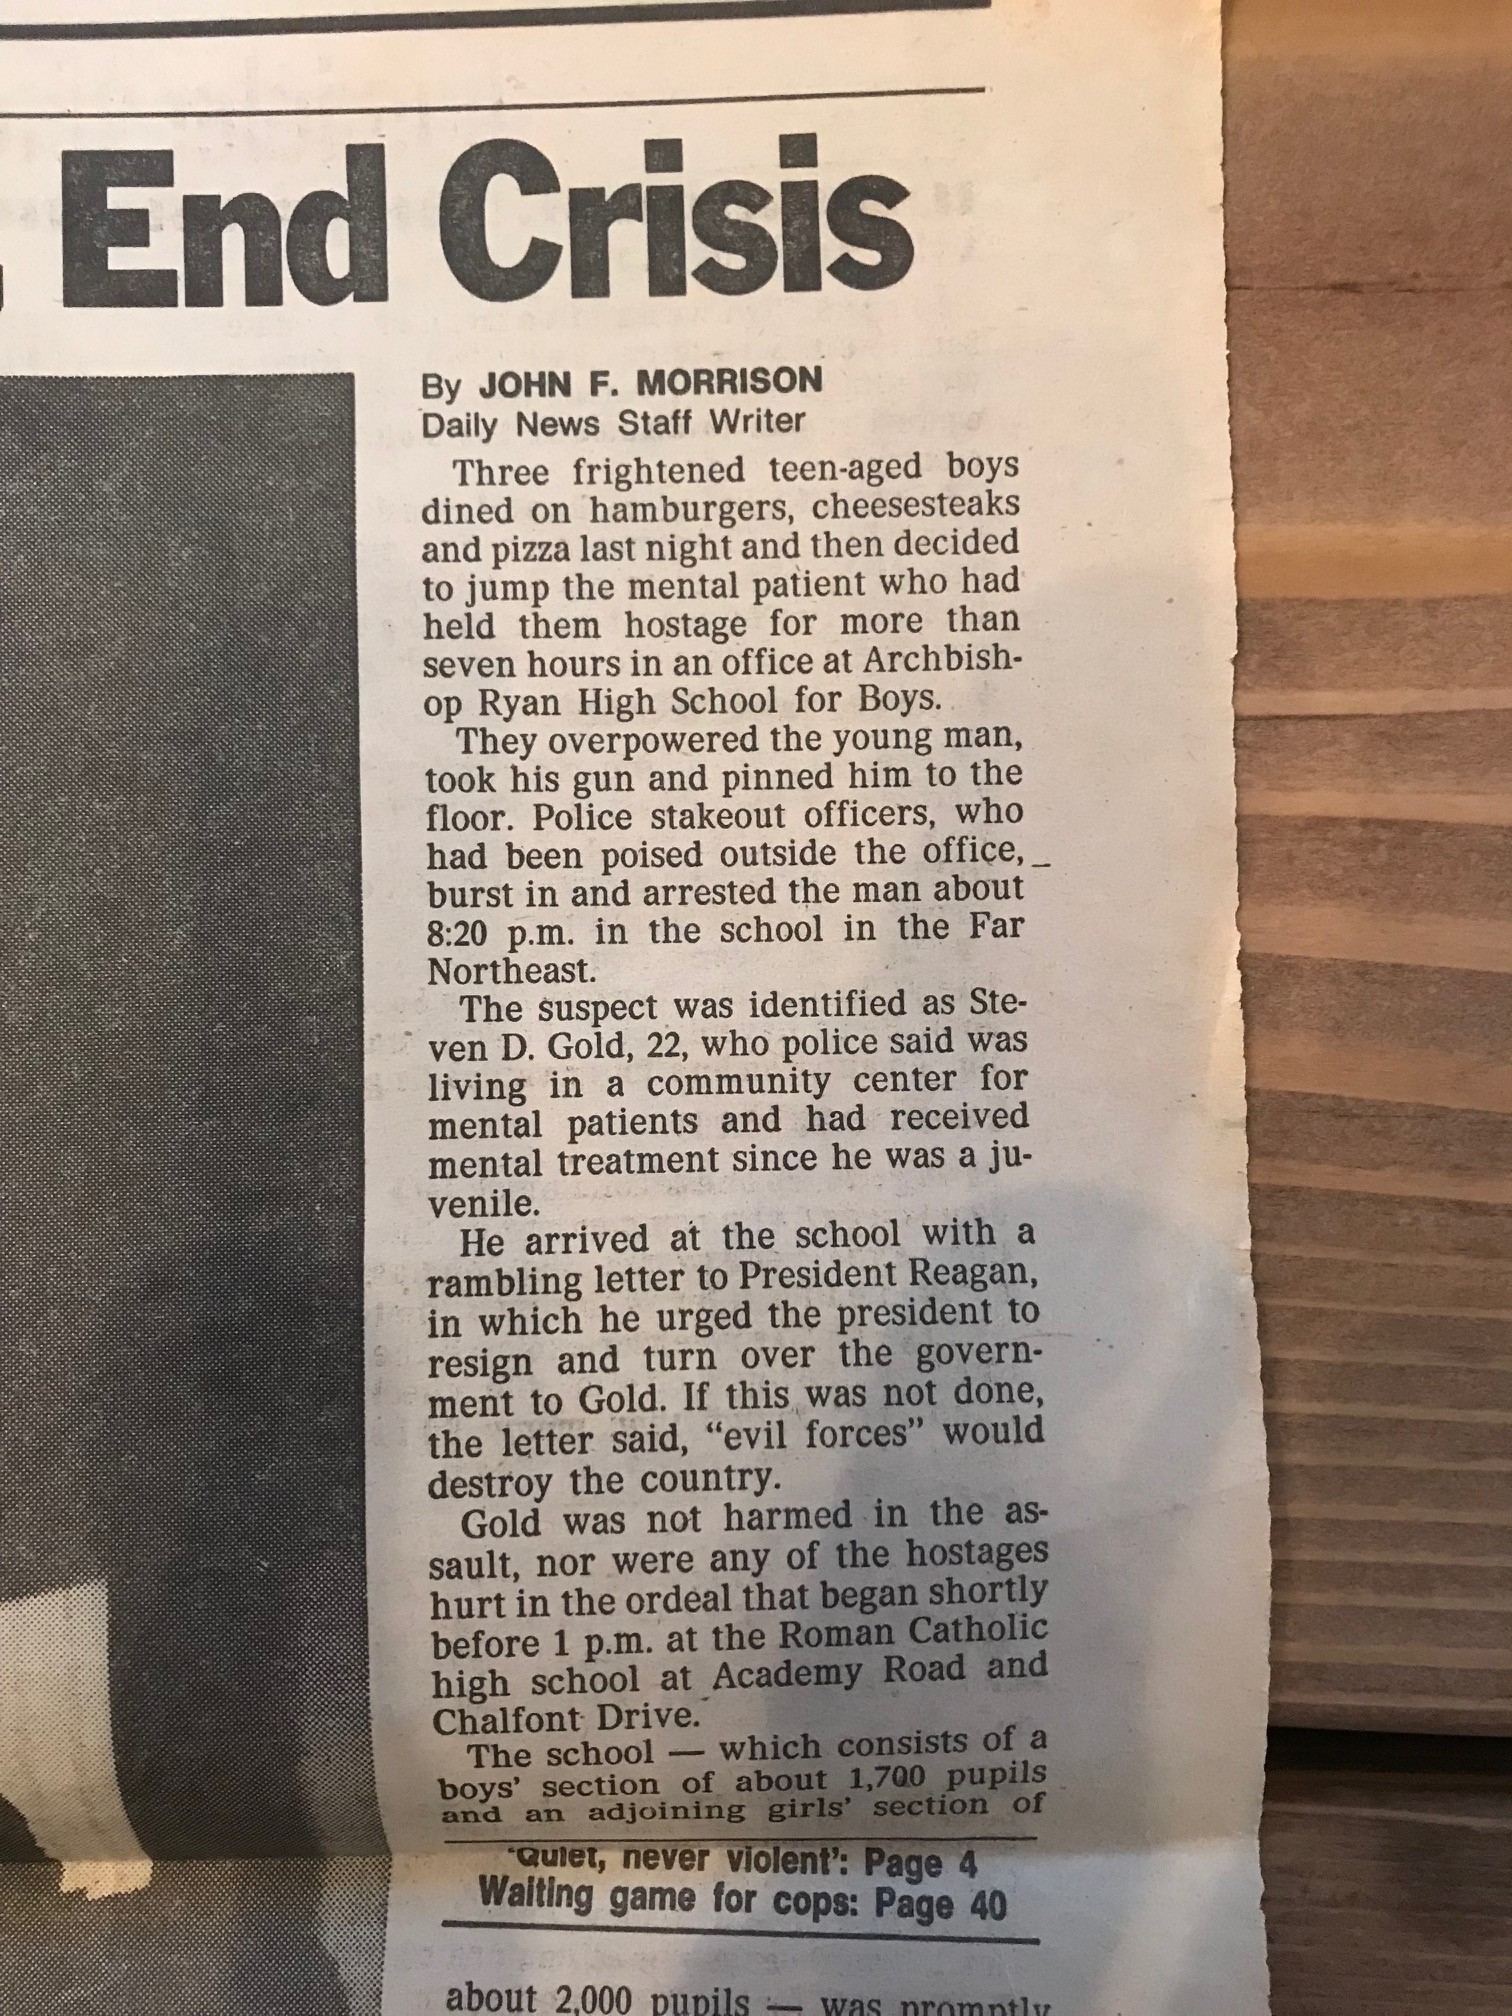 End Crisis
By JOHN F. MORRISON
Daily News Staff Writer
Three frightened teen-aged boys
dined on hamburgers, cheesesteaks
and pizza last night and then decided
to jump the mental patient who had
held them hostage for more than
seven hours in an office at Archbish-
op Ryan High School for Boys.
They overpowered the young man,
took his gun and pinned him to the
floor. Police stakeout officers, who
had been poised outside the office,
burst in and arrested the man about
8:20 p.m. in the school in the Far
Northeast.
The suspect was identified as Ste-
ven D. Gold, 22, who police said was
living in a community center for
mental patients and had received
mental treatment since he was a ju-
venile.
He arrived at the school with a
rambling letter to President Reagan,
in which he urged the president to
resign and turn over the govern-
ment to Gold. If this was not done,
the letter said, “evil forces” would
destroy the country.
Gold was not harmed in the as-
sault, nor were any of the hostages
hurt in the ordeal that began shortly
before 1 p.m. at the Roman Catholic
high school at Academy Road and
Chalfont Drive.
The school — which consists of a
boys’ section of about 1,700 pupils
and an adjoining girls’ section of
‘Quiet, never violent’: Page 4
Waiting game for cops: Page 40
about 2,000 pupils — was promptly